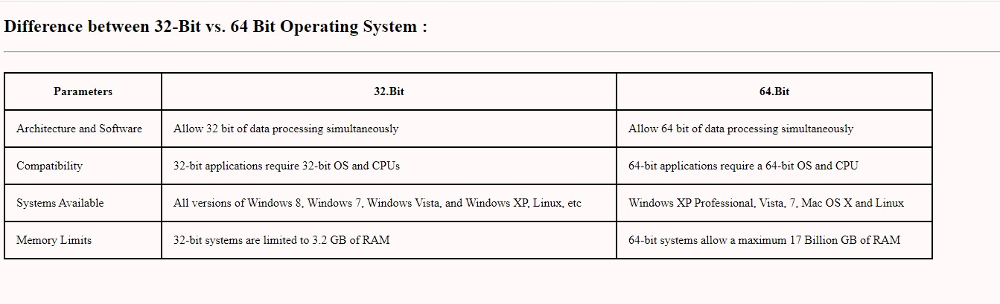 Difference between 32-Bit vs. 64 Bit Operating System :
Parameters 32.Bit 64.Bit
Architecture and Software Allow 32 bit of data processing simultaneously Allow 64 bit of data processing simultaneously
Compatibility 32-bit applications require 32-bit OS and CPUs 64-bit applications require a 64-bit OS and CPU
Systems Available All versions of Windows 8, Windows 7, Windows Vista, and Windows XP, Linux, etc Windows XP Professional, Vista, 7, Mac OS X and Linux
Memory Limits 32-bit systems are limited to 3.2 GB of RAM 64-bit systems allow a maximum 17 Billion GB of RAM